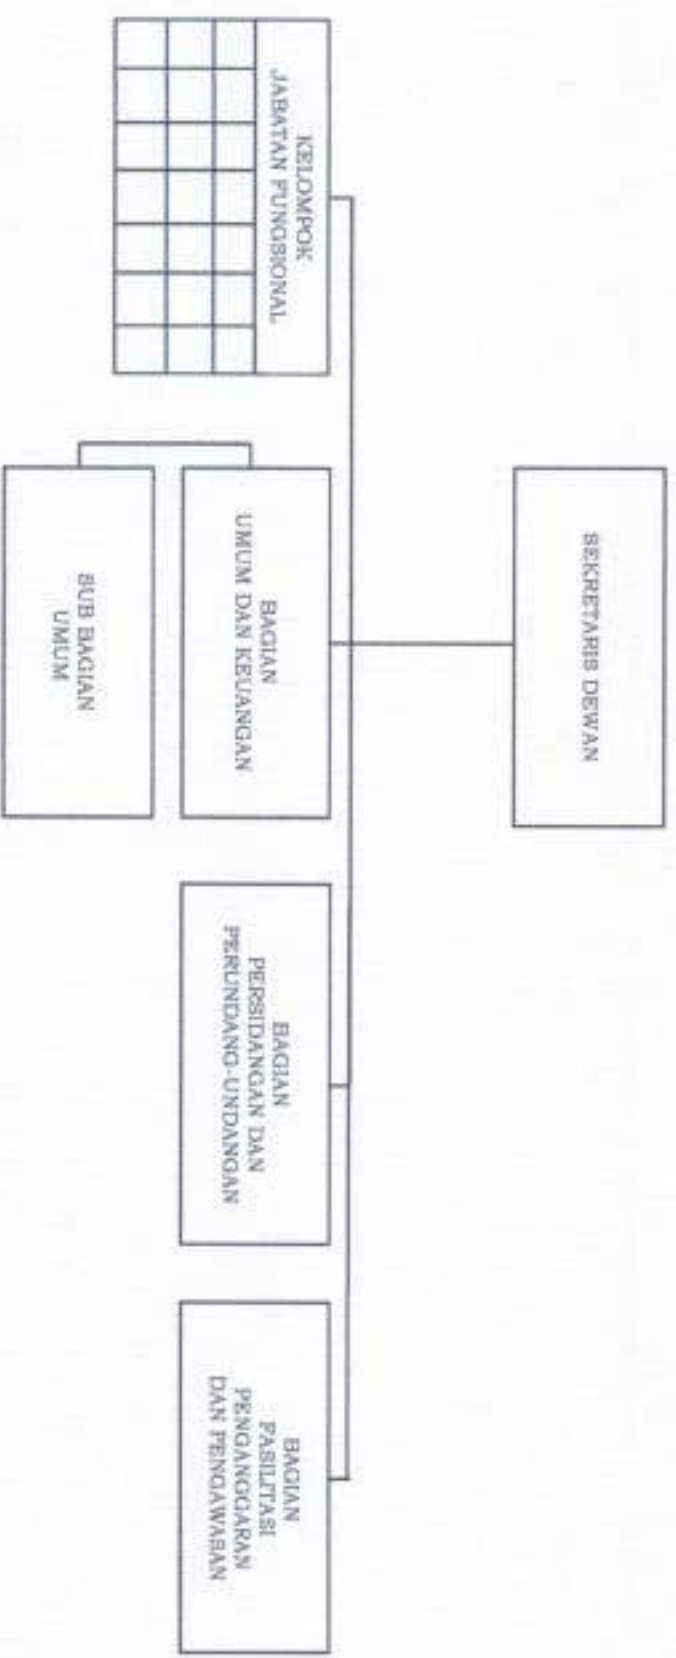 SEKRETARIS DEWAN
KELOMPOK
JABATAN FUNGSIONAL
BAGIAN
UMUM DAN KEUANGAN
BAGIAN
PERSIDANGAN DAN
PERUNDANG-UNDANGAN
BAGIAN
FASILITASI
PENGANGGARAN
DAN PENGAWASAN
SUB BAGIAN
UMUM